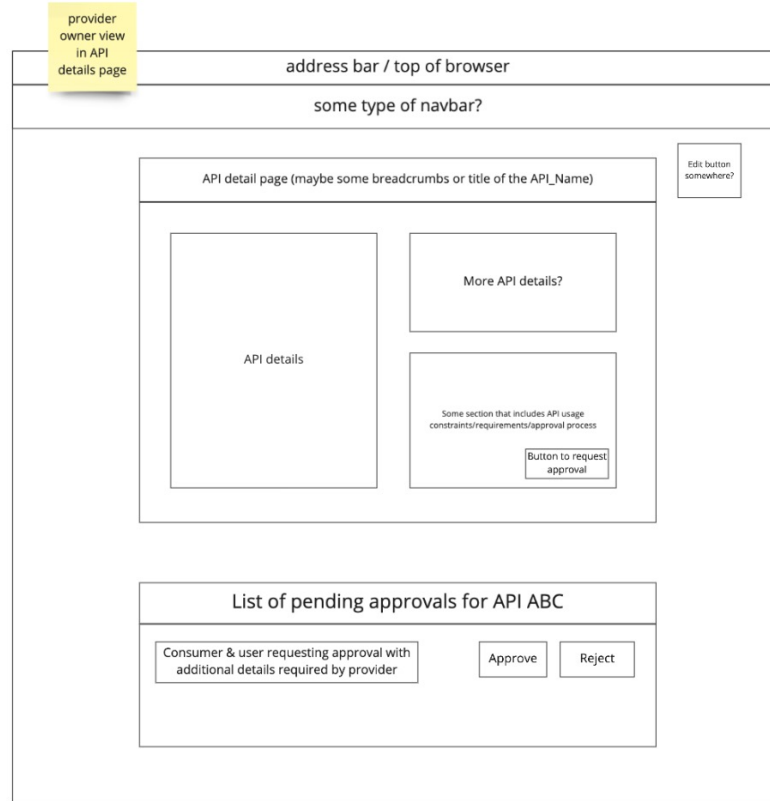 provider
owner view
in API
details page
address bar / top of browser
some type of navbar?
API detail page (maybe some breadcrumbs or title of the API_Name)
Edit button
somewhere?
API details
More API details?
Some section that includes API usage
constraints/requirements/approval process
Button to request
approval
List of pending approvals for API ABC
Consumer & user requesting approval with
additional details required by provider
Approve
Reject